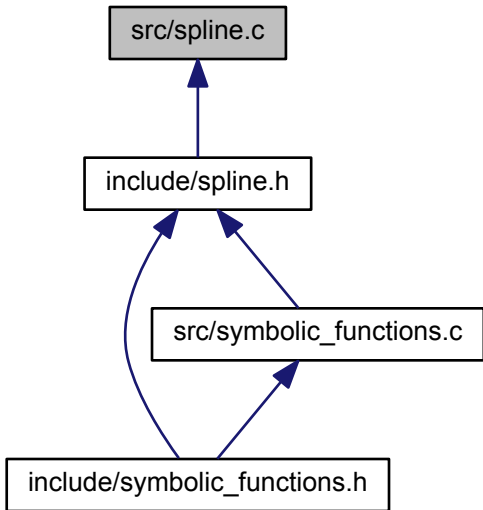 src/spline.c
include/spline.h
src/symbolic_functions.c
include/symbolic_functions.h